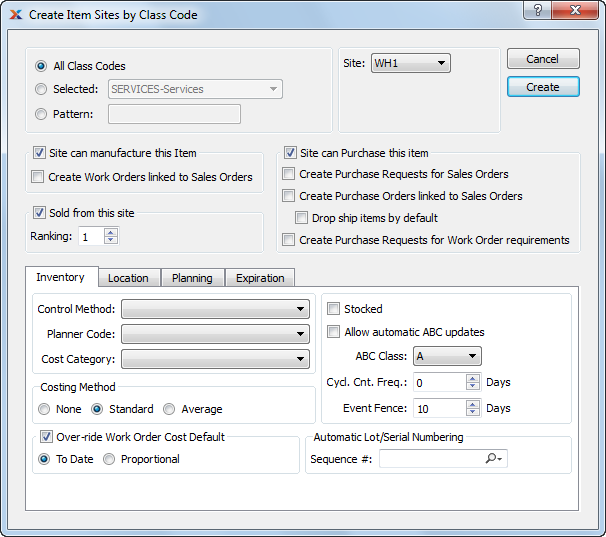 Create Item Sites by Class Code
All Class Codes
Selected: SERVICES-Services
Pattern:
Site: WH1
Cancel
Create
Site can manufacture this Item
Create Work Orders linked to Sales Orders
Sold from this site
Ranking: 1
Site can Purchase this item
Create Purchase Requests for Sales Orders
Create Purchase Orders linked to Sales Orders
Drop ship items by default
Create Purchase Requests for Work Order requirements
Inventory Location Planning Expiration
Control Method:
Planner Code:
Cost Category:
Costing Method
None Standard Average
Over-ride Work Order Cost Default
To Date Proportional
Stocked
Allow automatic ABC updates
ABC Class: A
Cycl. Cnt. Freq.: 0 Days
Event Fence: 10 Days
Automatic Lot/Serial Numbering
Sequence #: